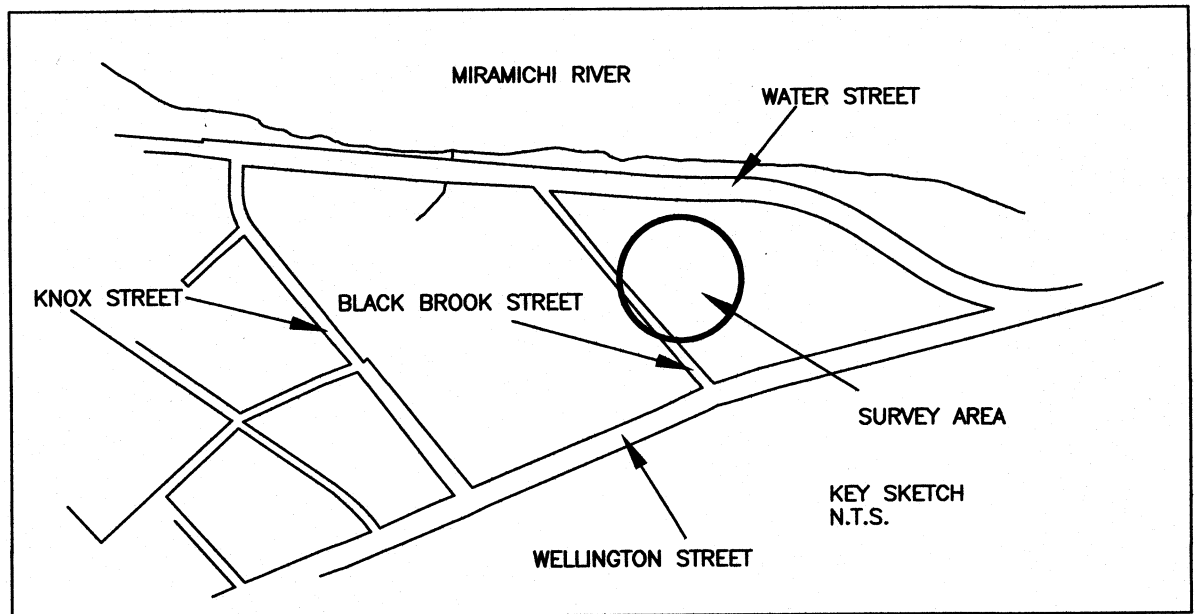 MIRAMICHI RIVER
WATER STREET
KNOX STREET
BLACK BROOK STREET
SURVEY AREA
KEY SKETCH
N.T.S.
WELLINGTON STREET